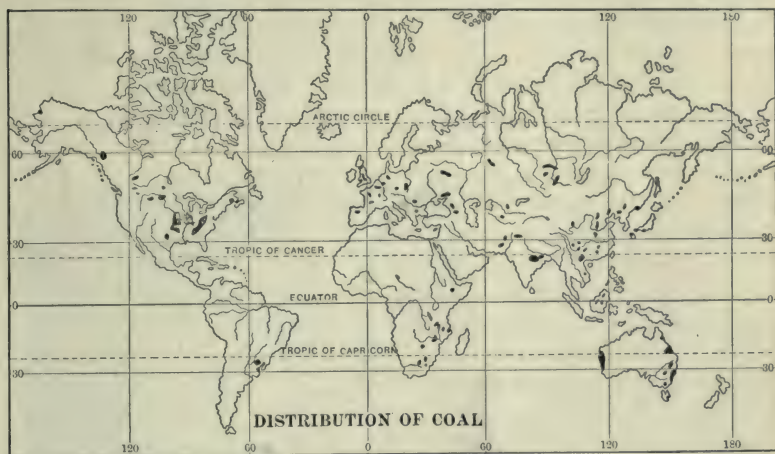 120 60 0 60 120 180
ARCTIC CIRCLE
60 60
30 30
TROPIC OF CANCER
EQUATOR
0 0
TROPIC OF CAPRICORN
30 30
DISTRIBUTION OF COAL
120 60 0 60 120 180